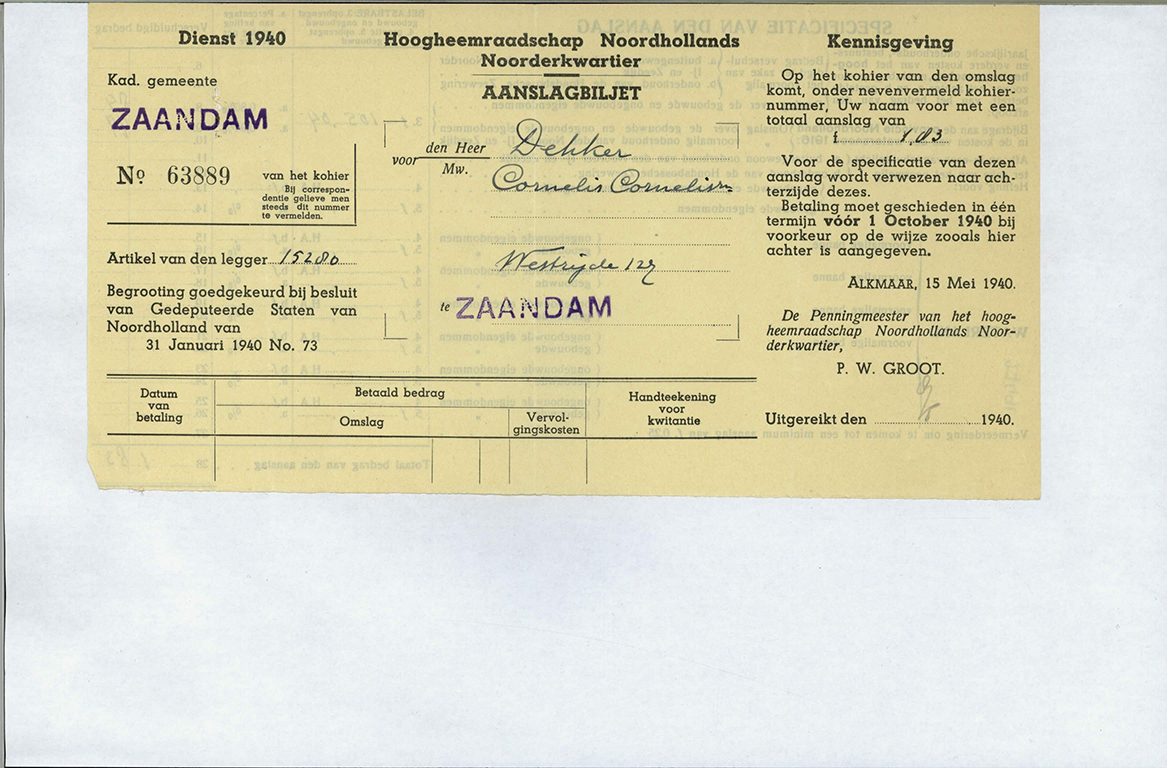 Dienst 1940
Kad. gemeente
ZAANDAM
No 63889
van het kohier
Bij correspon-
dentie gelieve men
steeds dit nummer
te vermelden.
Artikel van den legger 15280
Begrooting goedgekeurd bij besluit
van Gedeputeerde Staten van
Noordholland van
31 Januari 1940 No. 73
Hoogheemraadschap Noordhollands
Noorderkwartier
AANSLAGBILJET
voor den Heer Dekker
Mw.
Cornelis Corneliszn
Westzijde 127
te ZAANDAM
Kennisgeving
Op het kohier van den omslag
komt, onder nevenvermeld kohier-
nummer, Uw naam voor met een
totaal aanslag van
f 1,83
Voor de specificatie van dezen
aanslag wordt verwezen naar ach-
terzijde dezes.
Betaling moet geschieden in één
termijn vóór 1 October 1940 bij
voorkeur op de wijze zooals hier
achter is aangegeven.
ALKMAAR, 15 Mei 1940.
De Penningmeester van het hoog-
heemraadschap Noordhollands Noor-
derkwartier,
P. W. GROOT.
Uitgereikt den 1940.
Datum
van
betaling
Betaald bedrag
Omslag
Vervol-
gingskosten
Handteekening
voor
kwitantie